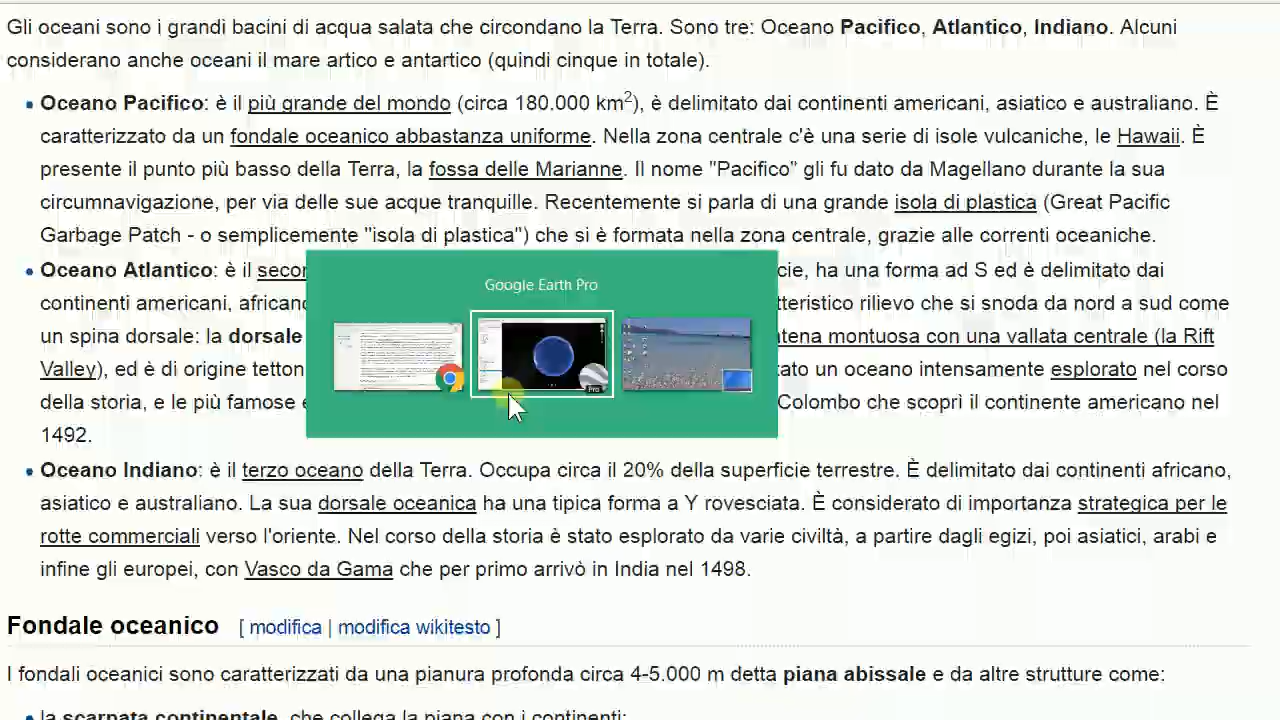 Gli oceani sono i grandi bacini di acqua salata che circondano la Terra. Sono tre: Oceano Pacifico, Atlantico, Indiano. Alcuni
considerano anche oceani il mare artico e antartico (quindi cinque in totale).
• Oceano Pacifico: è il più grande del mondo (circa 180.000 km²), è delimitato dai continenti americani, asiatico e australiano. È
caratterizzato da un fondale oceanico abbastanza uniforme. Nella zona centrale c'è una serie di isole vulcaniche, le Hawaii. È
presente il punto più basso della Terra, la fossa delle Marianne. Il nome "Pacifico" gli fu dato da Magellano durante la sua
circumnavigazione, per via delle sue acque tranquille. Recentemente si parla di una grande isola di plastica (Great Pacific
Garbage Patch - o semplicemente "isola di plastica") che si è formata nella zona centrale, grazie alle correnti oceaniche.
• Oceano Atlantico: è il cie, ha una forma ad S ed è delimitato dai
Google Earth Pro
continenti americani, che si snoda da nord a sud come
un spina dorsale: la dorsale montuosa con una vallata centrale (la Rift
Valley), ed è di origine un oceano intensamente esplorato nel corso
Pro
della storia, e le più famose Colombo che scoprì il continente americano nel
1492.
• Oceano Indiano: è il terzo oceano della Terra. Occupa circa il 20% della superficie terrestre. È delimitato dai continenti africano,
asiatico e australiano. La sua dorsale oceanica ha una tipica forma a Y rovesciata. È considerato di importanza strategica per le
rotte commerciali verso l'oriente. Nel corso della storia è stato esplorato da varie civiltà, a partire dagli egizi, poi asiatici, arabi e
infine gli europei, con Vasco da Gama che per primo arrivò in India nel 1498.
Fondale oceanico [ modifica | modifica wikitesto ]
I fondali oceanici sono caratterizzati da una pianura profonda circa 4-5.000 m detta piana abissale e da altre strutture come:
• la scarpata continentale, che collega la piana con i continenti;